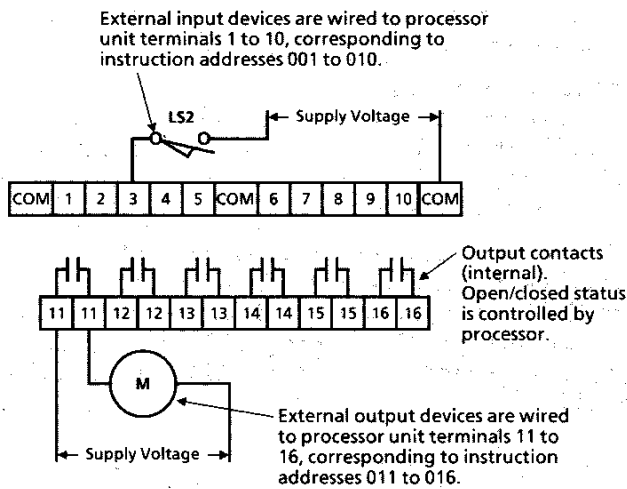 External input devices are wired to processor
unit terminals 1 to 10, corresponding to
instruction addresses 001 to 010.
LS2
Supply Voltage
COM 1 2 3 4 5 COM 6 7 8 9 10 COM
Output contacts
(internal).
Open/closed status
is controlled by
processor.
11 11 12 12 13 13 14 14 15 15 16 16
M
External output devices are wired
to processor unit terminals 11 to
16, corresponding to instruction
addresses 011 to 016.
Supply Voltage